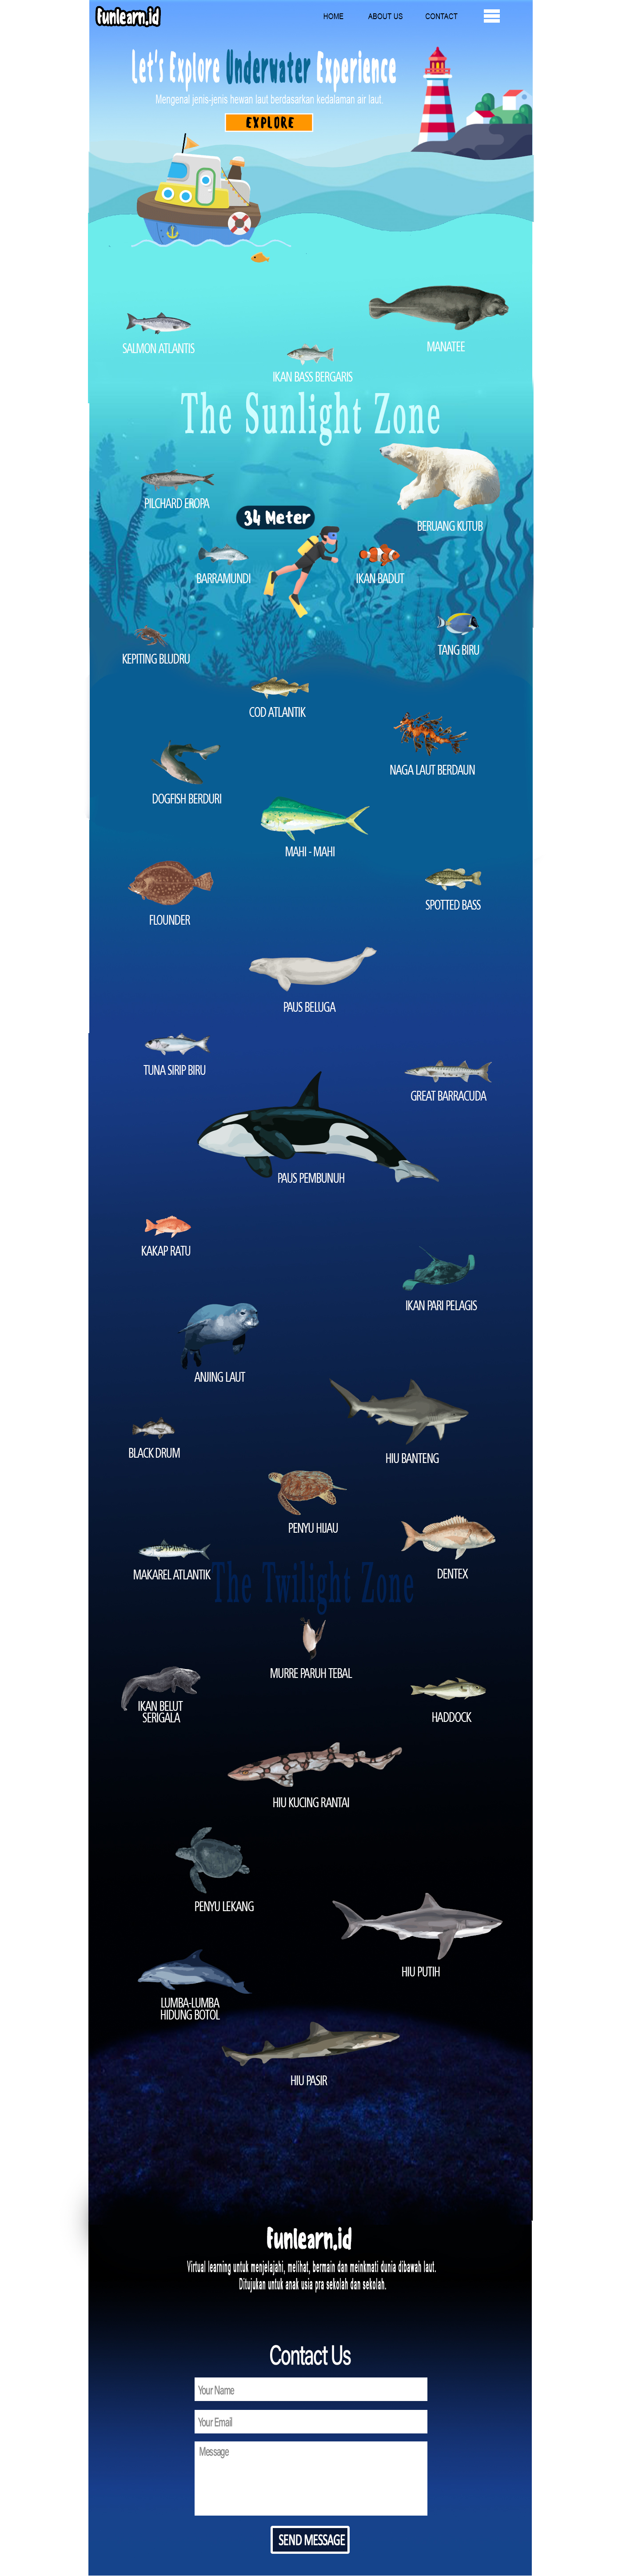 Funlearn.id
HOME
ABOUT US
CONTACT
Let's Explore Underwater Experience
Mengenal jenis-jenis hewan laut berdasarkan kedalaman air laut.
EXPLORE
SALMON ATLANTIS
MANATEE
IKAN BASS BERGARIS
The Sunlight Zone
PILCHARD EROPA
BERUANG KUTUB
34 Meter
BARRAMUNDI
IKAN BADUT
TANG BIRU
KEPITING BLUDRU
COD ATLANTIK
NAGA LAUT BERDAUN
DOGFISH BERDURI
MAHI - MAHI
SPOTTED BASS
FLOUNDER
PAUS BELUGA
TUNA SIRIP BIRU
GREAT BARRACUDA
PAUS PEMBUNUH
KAKAP RATU
IKAN PARI PELAGIS
ANJING LAUT
BLACK DRUM
HIU BANTENG
PENYU HIJAU
MAKAREL ATLANTIK
DENTEX
The Twilight Zone
MURRE PARUH TEBAL
IKAN BELUT
SERIGALA
HADDOCK
HIU KUCING RANTAI
PENYU LEKANG
HIU PUTIH
LUMBA-LUMBA
HIDUNG BOTOL
HIU PASIR
Funlearn.id
Virtual learning untuk menjelajahi, melihat, bermain dan meinkmati dunia dibawah laut.
Ditujukan untuk anak usia pra sekolah dan sekolah.
Contact Us
Your Name
Your Email
Message
SEND MESSAGE